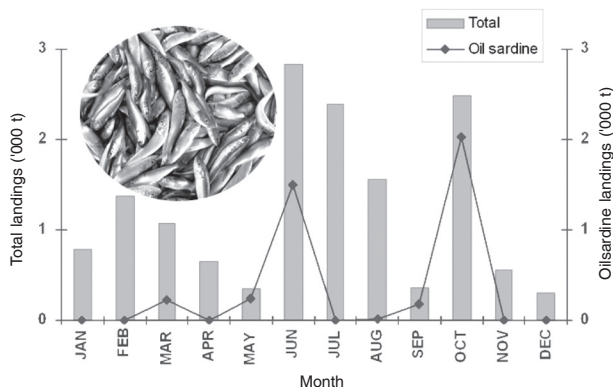 Total
Oil sardine
3
2
1
0
Total landings ('000 t)
3
2
1
0
Oilsardine landings ('000 t)
JAN
FEB
MAR
APR
MAY
JUN
JUL
AUG
SEP
OCT
NOV
DEC
Month